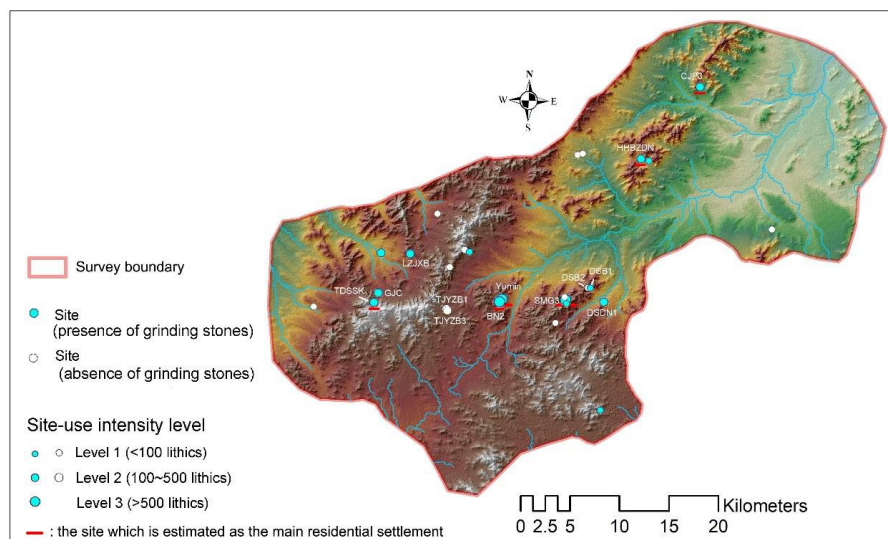 N
W E
S
CJP3
HHBZDN
LZJXB
TDSSK
GJC
TJYZB1
TJYZB3
Yumin
BN2
DSB2
DSB1
SMG3
DSDN1
Survey boundary
Site
(presence of grinding stones)
Site
(absence of grinding stones)
Site-use intensity level
Level 1 (<100 lithics)
Level 2 (100~500 lithics)
Level 3 (>500 lithics)
: the site which is estimated as the main residential settlement
Kilometers
0 2.5 5 10 15 20